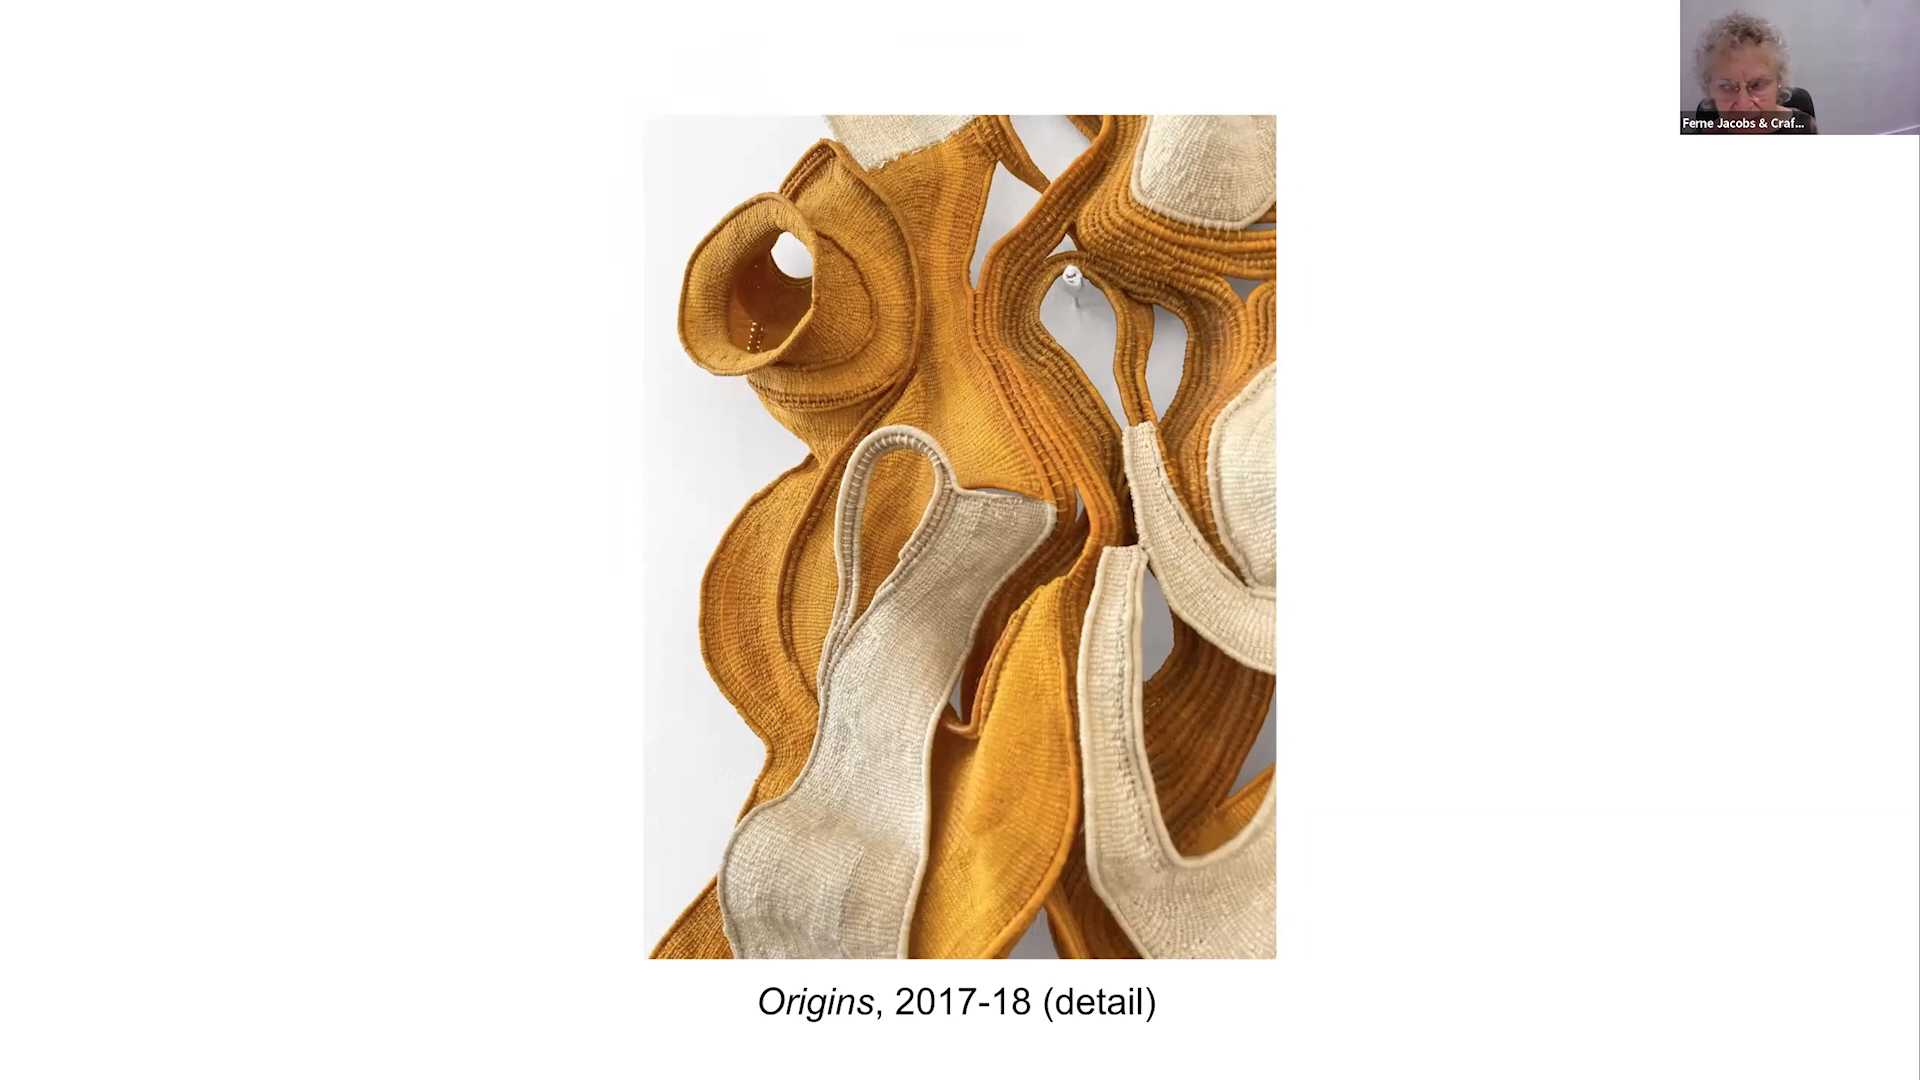 Ferne Jacobs & Craf...
Origins, 2017-18 (detail)